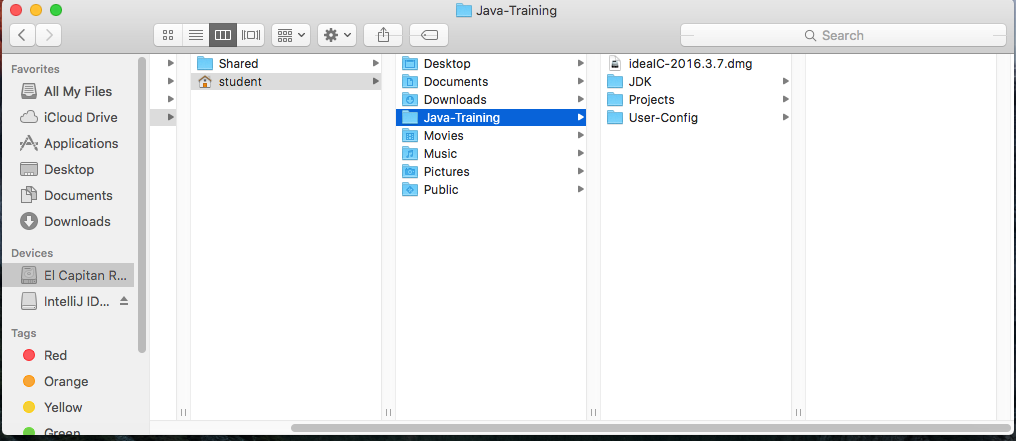 Java-Training
Search
Favorites
All My Files
iCloud Drive
Applications
Desktop
Documents
Downloads
Devices
El Capitan R...
IntelliJ ID...
Tags
Red
Orange
Yellow
Green
Shared
student
Desktop
Documents
Downloads
Java-Training
Movies
Music
Pictures
Public
ideaIC-2016.3.7.dmg
JDK
Projects
User-Config